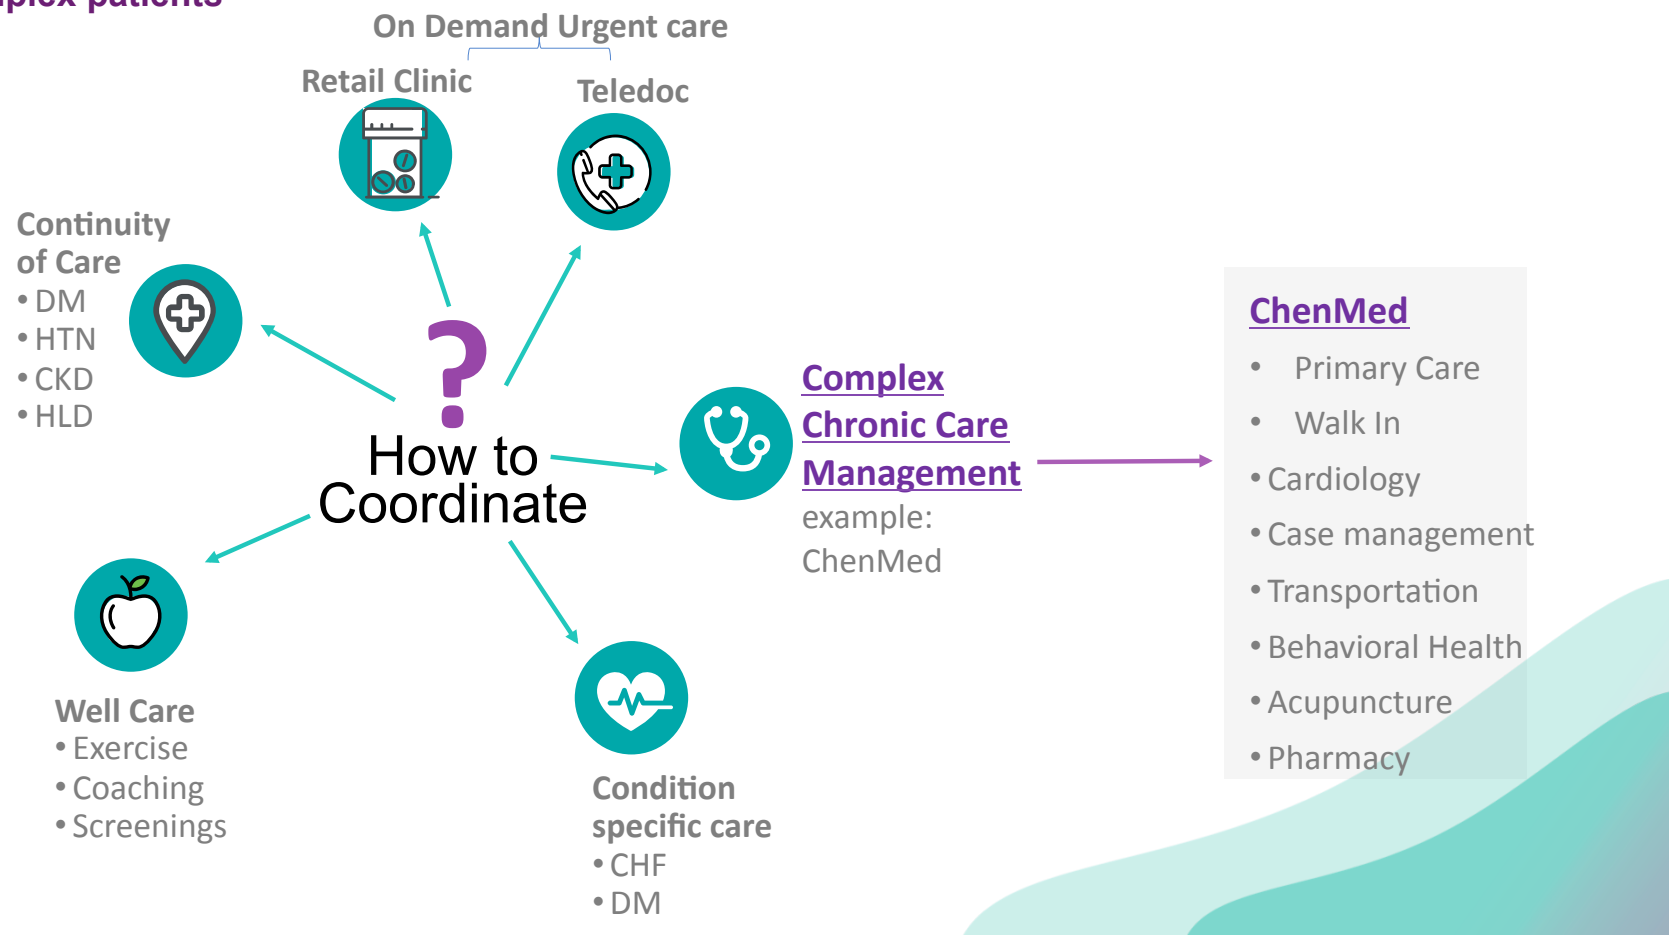 complex patients
On Demand Urgent care
Retail Clinic
Teledoc
Continuity
of Care
• DM
• HTN
• CKD
• HLD
?
How to
Coordinate
Complex
Chronic Care
Management
example:
ChenMed
ChenMed
• Primary Care
• Walk In
• Cardiology
• Case management
• Transportation
• Behavioral Health
• Acupuncture
• Pharmacy
Well Care
• Exercise
• Coaching
• Screenings
Condition
specific care
• CHF
• DM